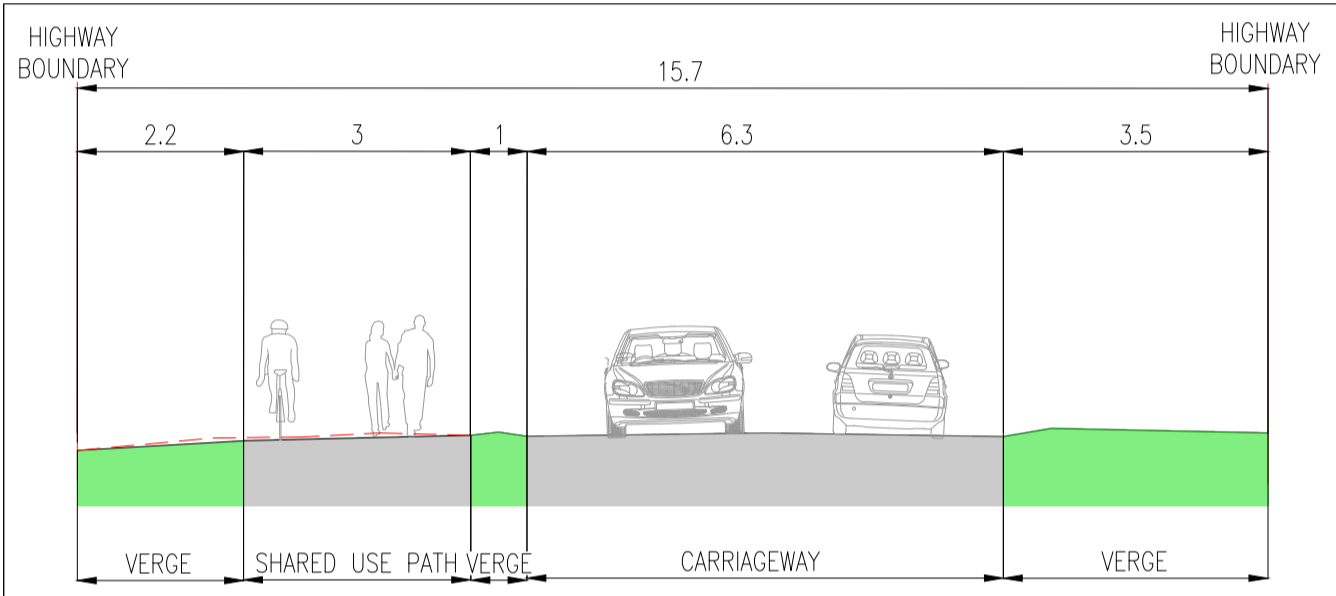 HIGHWAY
BOUNDARY
HIGHWAY
BOUNDARY
15.7
2.2 3 1 6.3 3.5
VERGE SHARED USE PATH VERGE CARRIAGEWAY VERGE